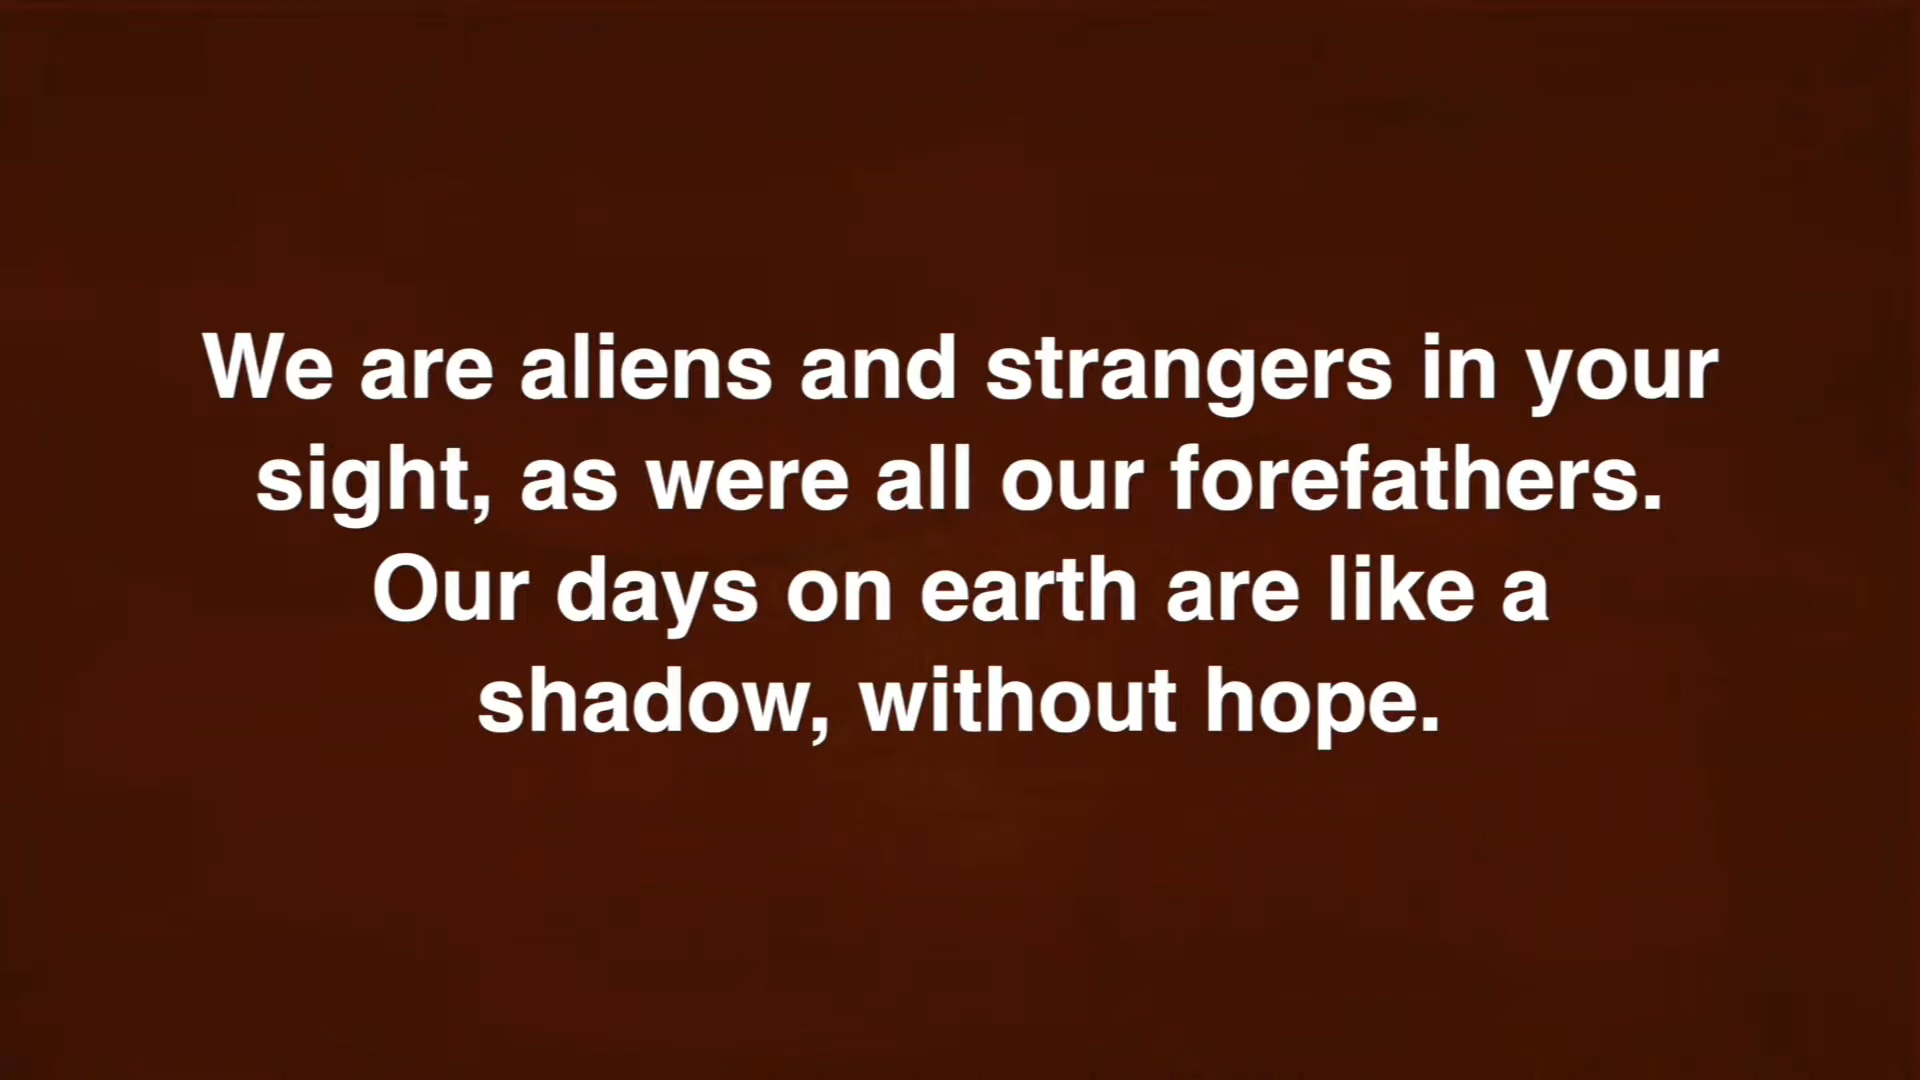 We are aliens and strangers in your
sight, as were all our forefathers.
Our days on earth are like a
shadow, without hope.